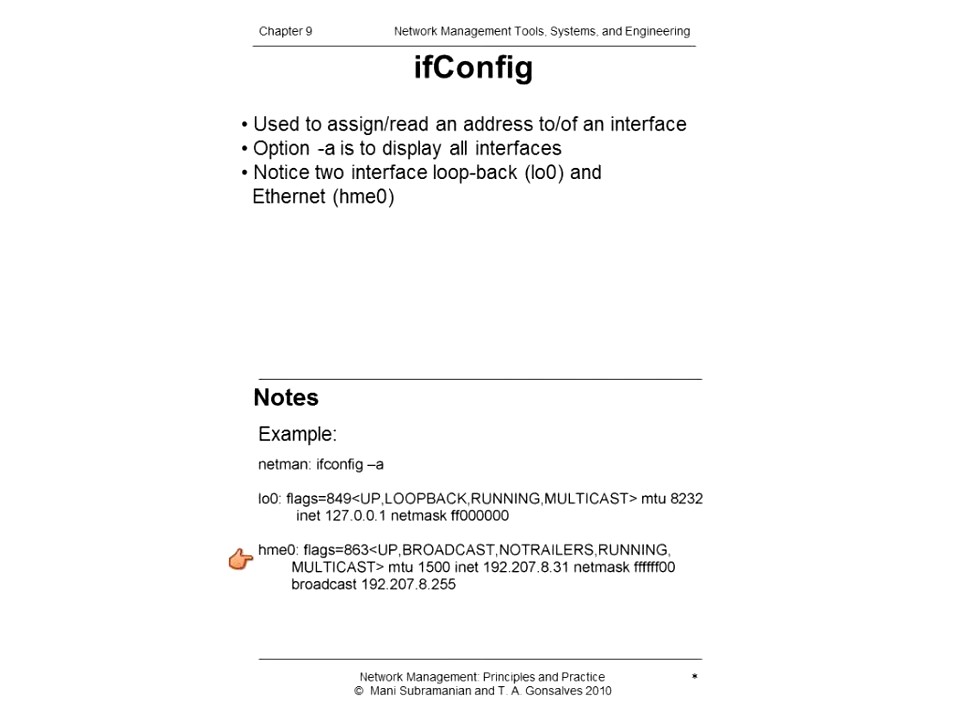 Chapter 9 Network Management Tools, Systems, and Engineering
ifConfig
• Used to assign/read an address to/of an interface
• Option -a is to display all interfaces
• Notice two interface loop-back (lo0) and
Ethernet (hme0)
Notes
Example:
netman: ifconfig –a
lo0: flags=849<UP,LOOPBACK,RUNNING,MULTICAST> mtu 8232
inet 127.0.0.1 netmask ff000000
hme0: flags=863<UP,BROADCAST,NOTRAILERS,RUNNING,
MULTICAST> mtu 1500 inet 192.207.8.31 netmask ffffff00
broadcast 192.207.8.255
Network Management: Principles and Practice *
© Mani Subramanian and T. A. Gonsalves 2010